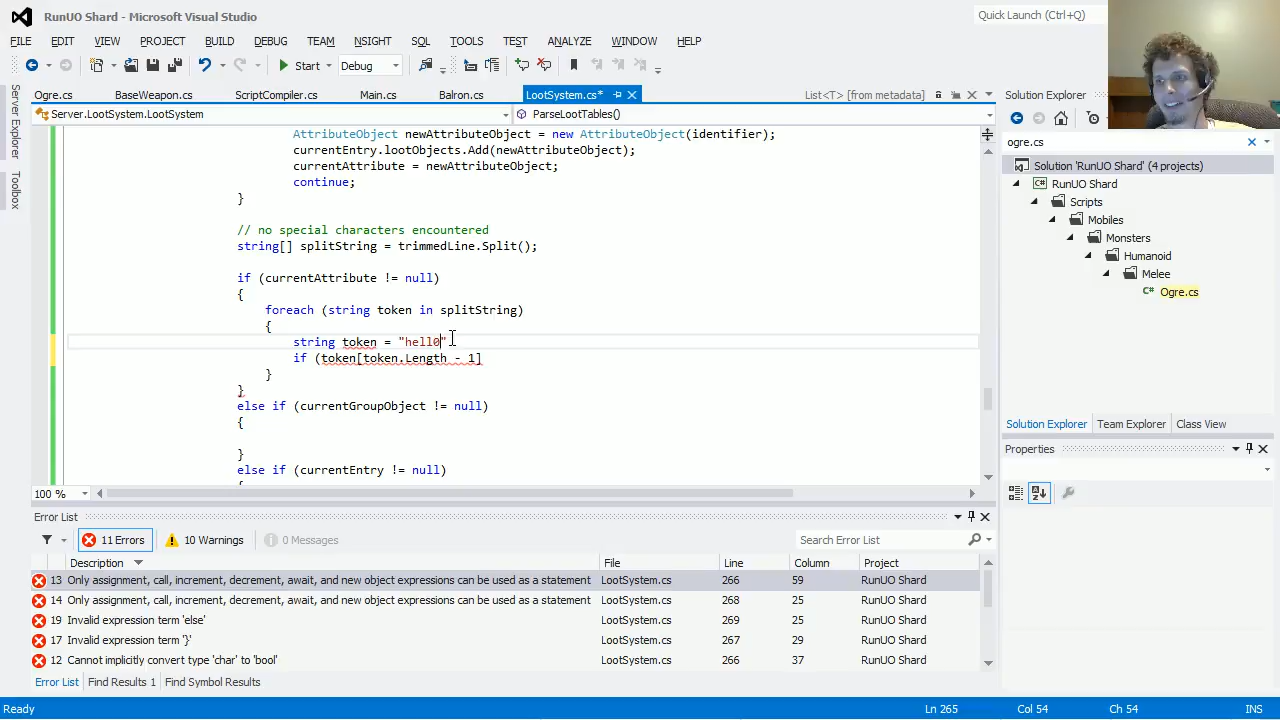 RunUO Shard - Microsoft Visual Studio
Quick Launch (Ctrl+Q)
FILE EDIT VIEW PROJECT BUILD DEBUG TEAM NSIGHT SQL TOOLS TEST ANALYZE WINDOW HELP
Start Debug
Ogre.cs BaseWeapon.cs ScriptCompiler.cs Main.cs Balron.cs LootSystem.cs* List<T> [from metadata]
Server.LootSystem.LootSystem ParseLootTables()
AttributeObject newAttributeObject = new AttributeObject(identifier);
currentEntry.lootObjects.Add(newAttributeObject);
currentAttribute = newAttributeObject;
continue;
}
// no special characters encountered
string[] splitString = trimmedLine.Split();
if (currentAttribute != null)
{
foreach (string token in splitString)
{
string token = "hell0"
if (token[token.Length - 1]
}
}
else if (currentGroupObject != null)
{
}
else if (currentEntry != null)
100 %
Server Explorer
Toolbox
Solution Explorer
ogre.cs
Solution 'RunUO Shard' (4 projects)
RunUO Shard
Scripts
Mobiles
Monsters
Humanoid
Melee
Ogre.cs
Solution Explorer Team Explorer Class View
Properties
Error List
11 Errors 10 Warnings 0 Messages Search Error List
Description File Line Column Project
13 Only assignment, call, increment, decrement, await, and new object expressions can be used as a statement LootSystem.cs 266 59 RunUO Shard
14 Only assignment, call, increment, decrement, await, and new object expressions can be used as a statement LootSystem.cs 268 25 RunUO Shard
19 Invalid expression term 'else' LootSystem.cs 269 25 RunUO Shard
17 Invalid expression term '}' LootSystem.cs 267 29 RunUO Shard
12 Cannot implicitly convert type 'char' to 'bool' LootSystem.cs 266 37 RunUO Shard
Error List Find Results 1 Find Symbol Results
Ready Ln 265 Col 54 Ch 54 INS